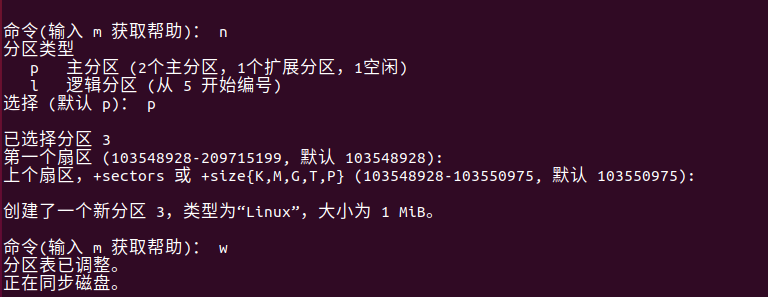 命令(输入 m 获取帮助)： n
分区类型
p 主分区 (2个主分区，1个扩展分区，1空闲)
l 逻辑分区 (从 5 开始编号)
选择 (默认 p)： p
已选择分区 3
第一个扇区 (103548928-209715199, 默认 103548928):
上个扇区，+sectors 或 +size{K,M,G,T,P} (103548928-103550975, 默认 103550975):
创建了一个新分区 3，类型为“Linux”，大小为 1 MiB。
命令(输入 m 获取帮助)： w
分区表已调整。
正在同步磁盘。